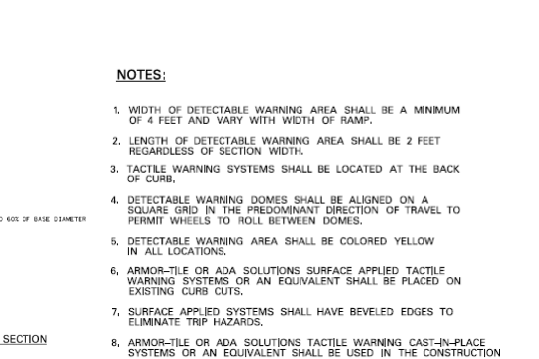 NOTES:
1. WIDTH OF DETECTABLE WARNING AREA SHALL BE A MINIMUM
OF 4 FEET AND VARY WITH WIDTH OF RAMP.
2. LENGTH OF DETECTABLE WARNING AREA SHALL BE 2 FEET
REGARDLESS OF SECTION WIDTH.
3. TACTILE WARNING SYSTEMS SHALL BE LOCATED AT THE BACK
OF CURB.
4. DETECTABLE WARNING DOMES SHALL BE ALIGNED ON A
SQUARE GRID IN THE PREDOMINANT DIRECTION OF TRAVEL TO
PERMIT WHEELS TO ROLL BETWEEN DOMES.
60% OF BASE DIAMETER
5. DETECTABLE WARNING AREA SHALL BE COLORED YELLOW
IN ALL LOCATIONS.
6. ARMOR-TILE OR ADA SOLUTIONS SURFACE APPLIED TACTILE
WARNING SYSTEMS OR AN EQUIVALENT SHALL BE PLACED ON
EXISTING CURB CUTS.
7. SURFACE APPLIED SYSTEMS SHALL HAVE BEVELED EDGES TO
ELIMINATE TRIP HAZARDS.
SECTION
8. ARMOR-TILE OR ADA SOLUTIONS TACTILE WARNING CAST-IN-PLACE
SYSTEMS OR AN EQUIVALENT SHALL BE USED IN THE CONSTRUCTION